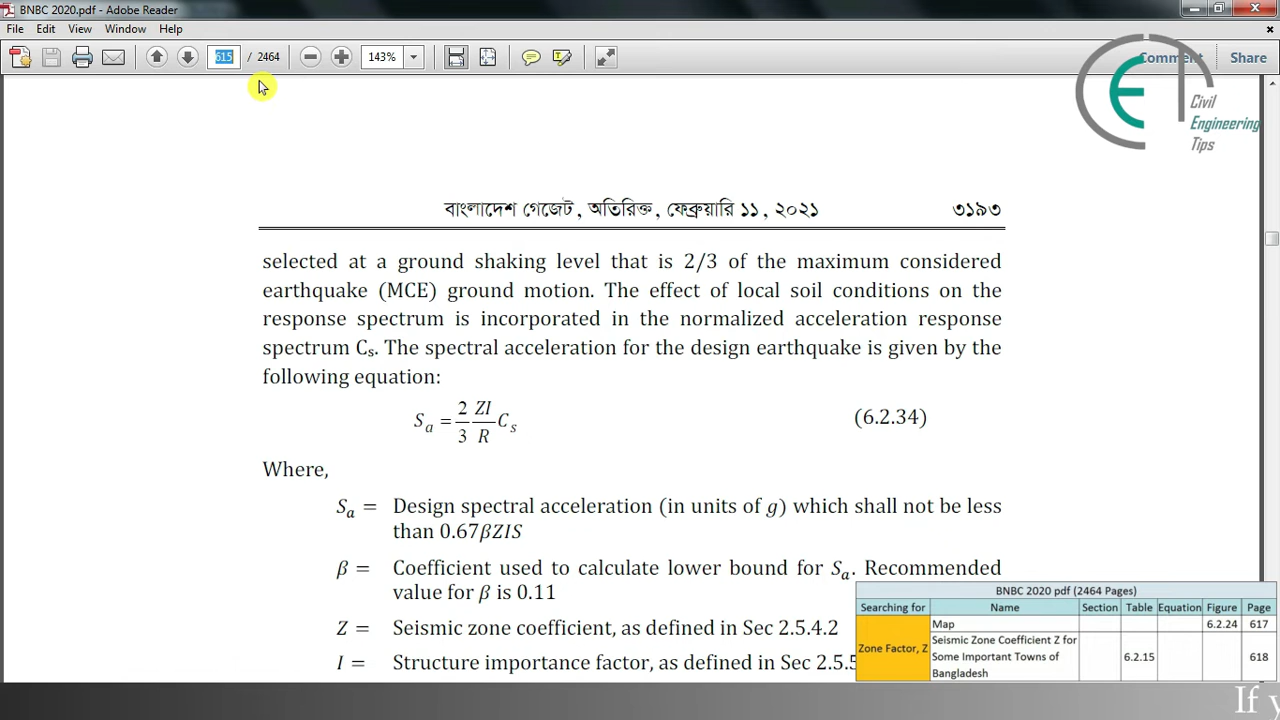 BNBC 2020.pdf - Adobe Reader
File Edit View Window Help
615 / 2464 143% Comment Share
CET
Civil
Engineering
Tips
বাংলাদেশ গেজেট, অতিরিক্ত, ফেব্রুয়ারি ১১, ২০২১ ৩১৯৩
selected at a ground shaking level that is 2/3 of the maximum considered
earthquake (MCE) ground motion. The effect of local soil conditions on the
response spectrum is incorporated in the normalized acceleration response
spectrum Cs. The spectral acceleration for the design earthquake is given by the
following equation:
Sa = 2/3 ZI/R Cs (6.2.34)
Where,
Sa = Design spectral acceleration (in units of g) which shall not be less
than 0.67βZIS
β = Coefficient used to calculate lower bound for Sa. Recommended
value for β is 0.11
Z = Seismic zone coefficient, as defined in Sec 2.5.4.2
I = Structure importance factor, as defined in Sec 2.5.5
BNBC 2020 pdf (2464 Pages)
Searching for Name Section Table Equation Figure Page
Zone Factor, Z
Map 6.2.24 617
Seismic Zone Coefficient Z for
Some Important Towns of 6.2.15 618
Bangladesh
If